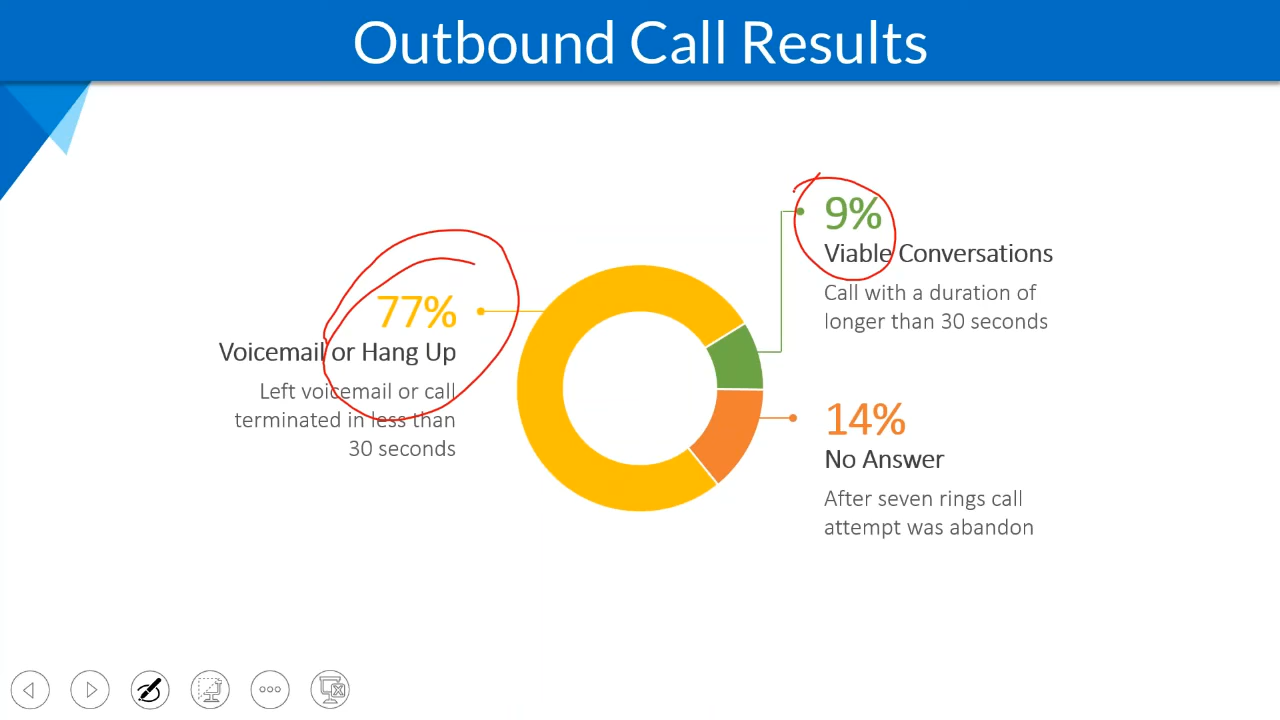 Outbound Call Results
77%
Voicemail or Hang Up
Left voicemail or call
terminated in less than
30 seconds
9%
Viable Conversations
Call with a duration of
longer than 30 seconds
14%
No Answer
After seven rings call
attempt was abandon